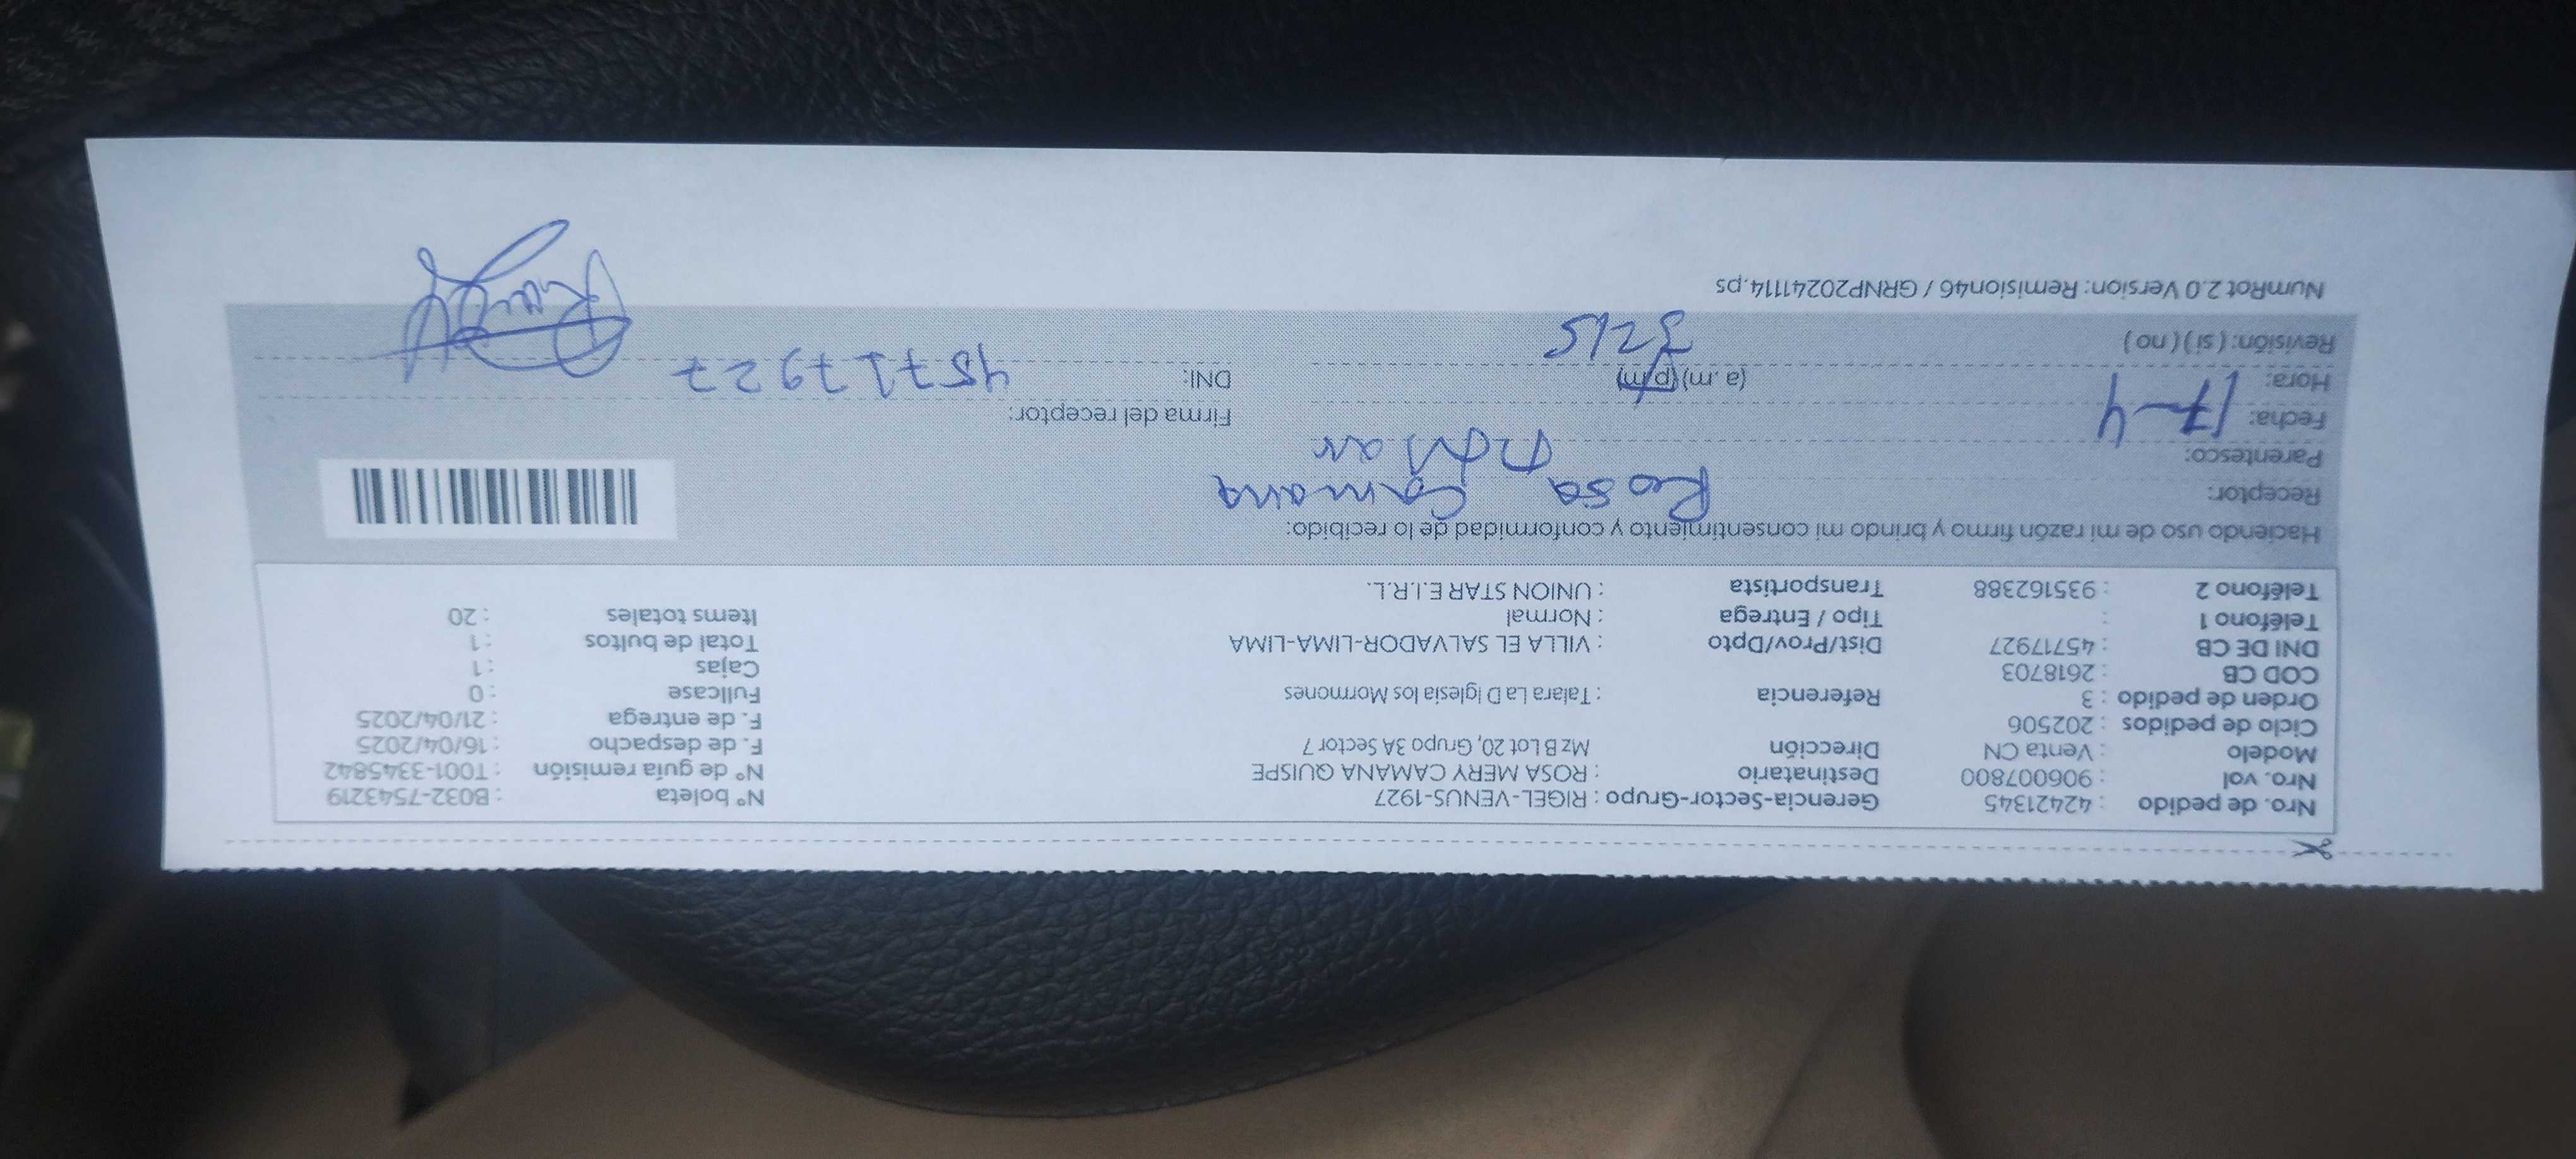 Nro. de pedido : 42421345 Gerencia-Sector-Grupo : RIGEL-VENUS-1927 N° boleta : B032-7543219
Nro. vol : 906007800 Destinatario : ROSA MERY CAMANA QUISPE N° de guía remisión : T001-3345842
Modelo : Venta CN Dirección Mz B Lot 20, Grupo 3A Sector 7 F. de despacho : 16/04/2025
Ciclo de pedidos : 202506 F. de entrega : 21/04/2025
Orden de pedido : 3 Referencia : Talara La D Iglesia los Mormones Fullcase : 0
COD CB : 2618703 Cajas : 1
DNI DE CB : 45717927 Dist/Prov/Dpto : VILLA EL SALVADOR-LIMA-LIMA Total de bultos : 1
Teléfono 1 : Tipo / Entrega : Normal Items totales : 20
Teléfono 2 : 935162388 Transportista : UNION STAR E.I.R.L.
Haciendo uso de mi razón firmo y brindo mi consentimiento y conformidad de lo recibido:
Receptor: Rosa Camana
Parentesco:
Fecha: 17-4 Firma del receptor:
Hora: (a .m) (p/m) DNI: 45717927
Revisión: ( si ) ( no )
NumRot 2.0 Version: Remision46 / GRNP20241114.ps